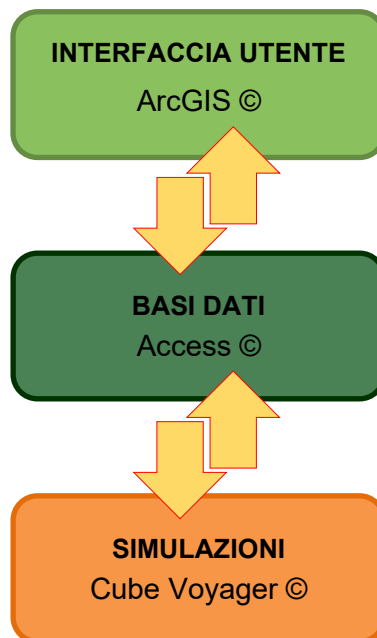 INTERFACCIA UTENTE
ArcGIS ©
BASI DATI
Access ©
SIMULAZIONI
Cube Voyager ©